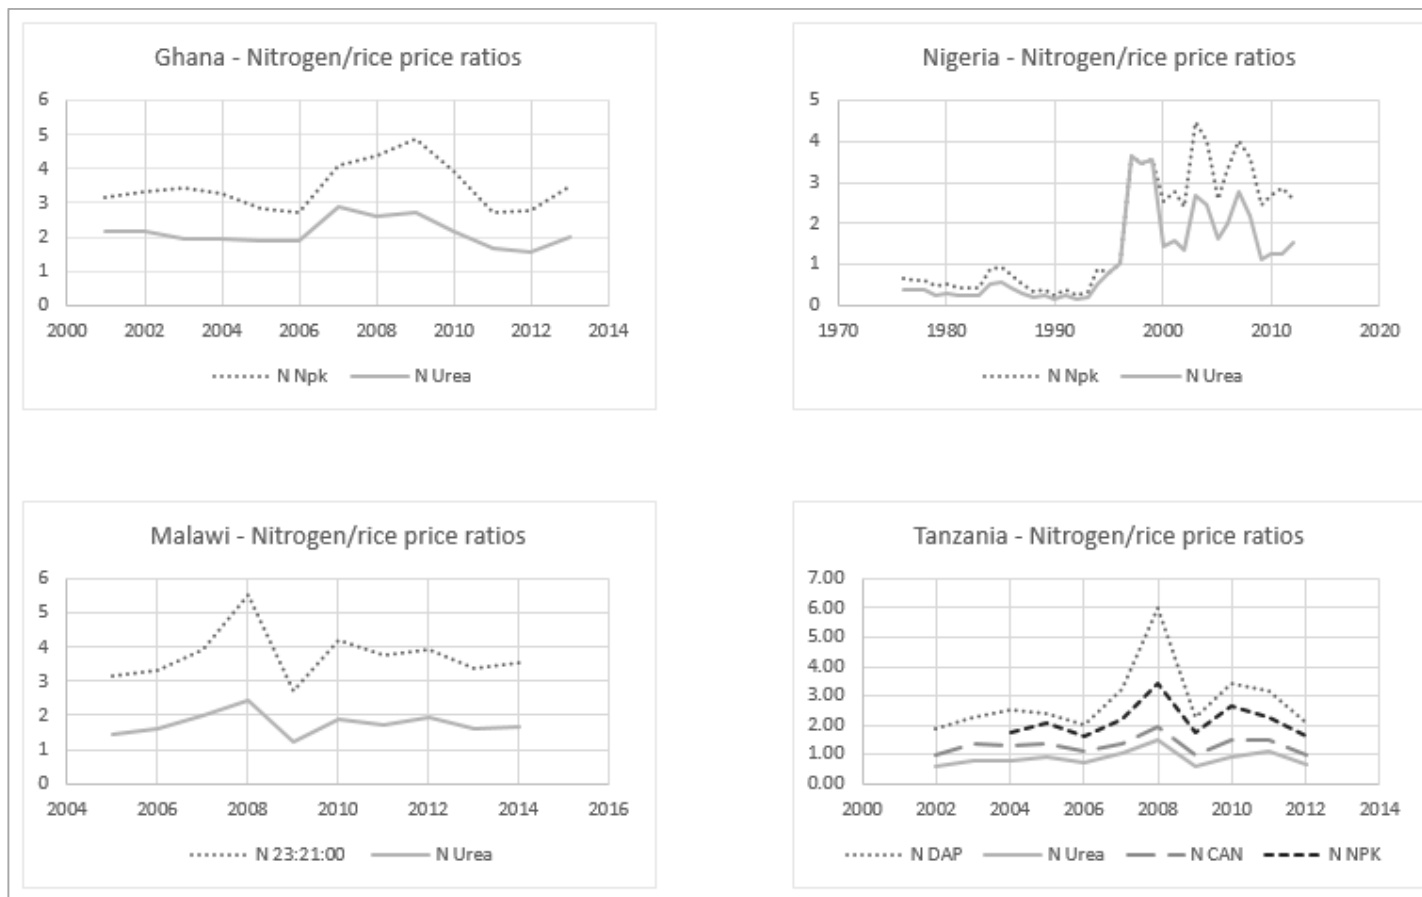 Ghana - Nitrogen/rice price ratios
6
5
4
3
2
1
0
2000 2002 2004 2006 2008 2010 2012 2014
N Npk N Urea
Nigeria - Nitrogen/rice price ratios
5
4
3
2
1
0
1970 1980 1990 2000 2010 2020
N Npk N Urea
Malawi - Nitrogen/rice price ratios
6
5
4
3
2
1
0
2004 2006 2008 2010 2012 2014 2016
N 23:21:00 N Urea
Tanzania - Nitrogen/rice price ratios
7.00
6.00
5.00
4.00
3.00
2.00
1.00
0.00
2000 2002 2004 2006 2008 2010 2012 2014
N DAP N Urea N CAN N NPK